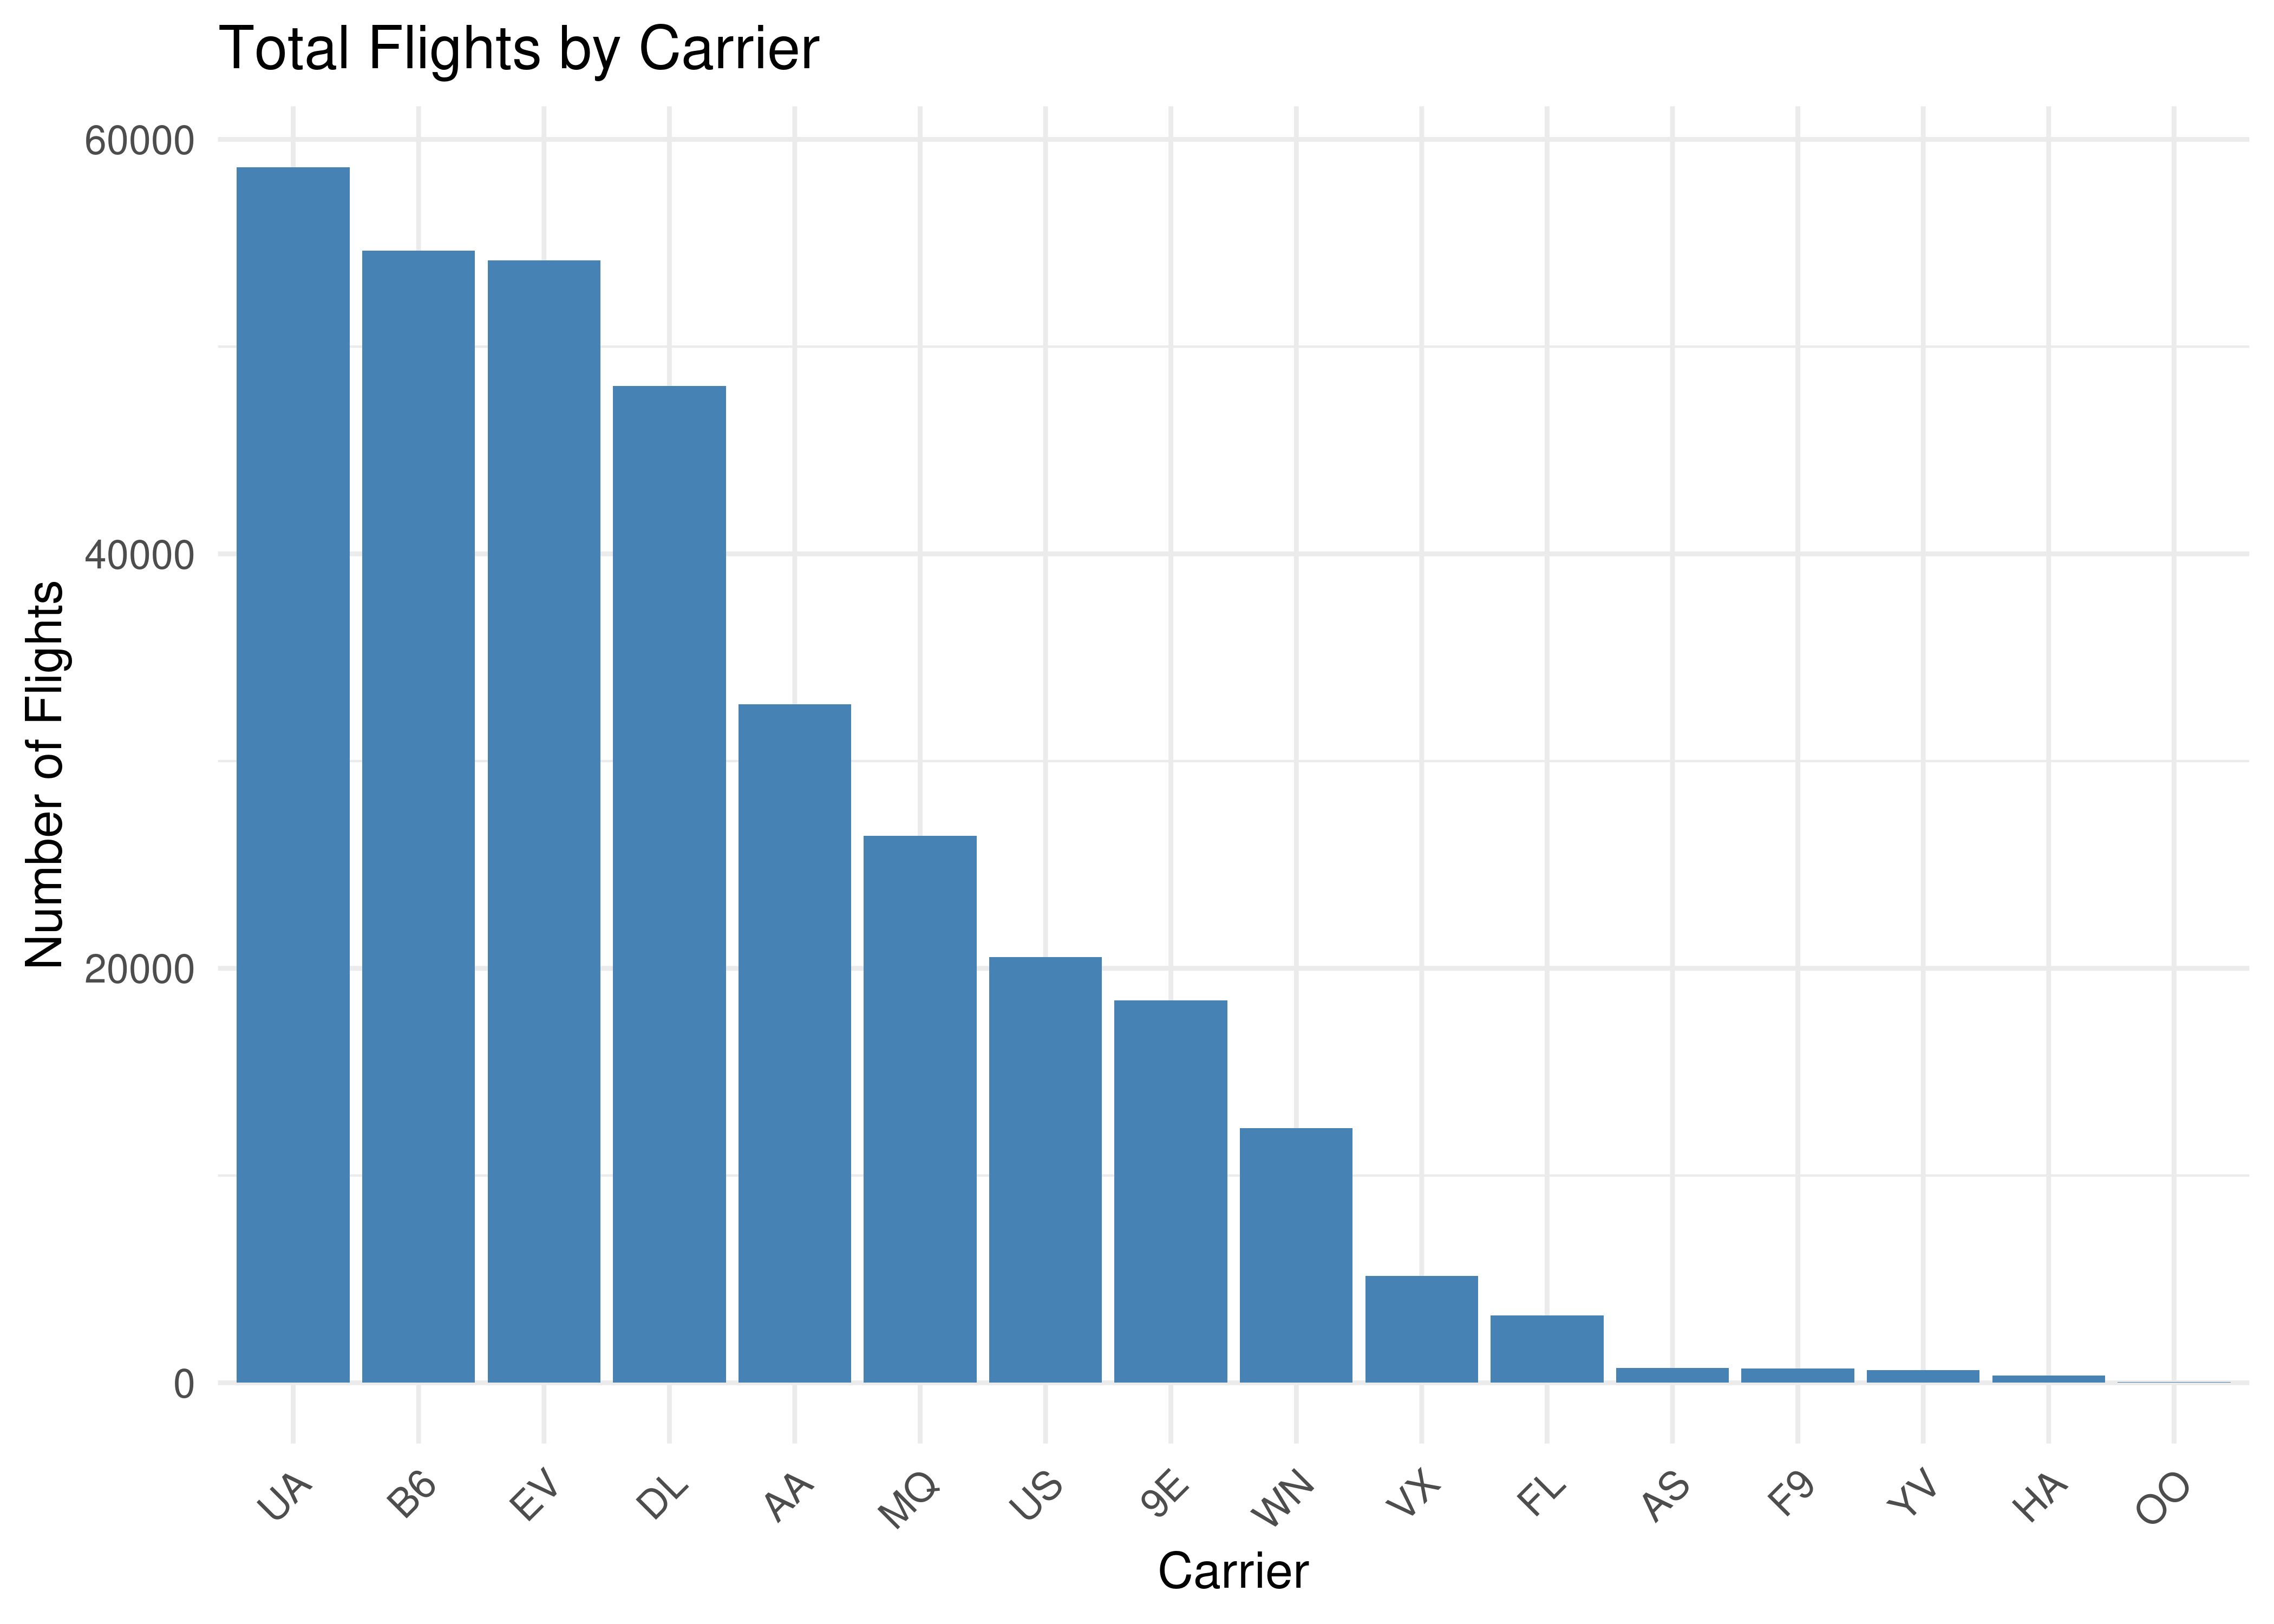 Total Flights by Carrier
Number of Flights
60000
40000
20000
0
UA
B6
EV
DL
AA
MQ
US
9E
WN
VX
FL
AS
F9
YV
HA
OO
Carrier